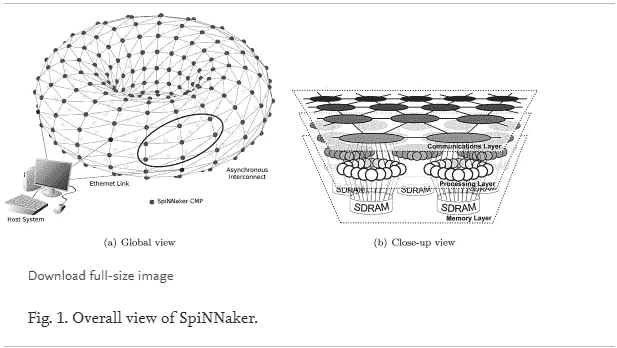 Asynchronous
Interconnect
Ethernet Link
SpiNNaker CMP
Host System
Communications Layer
SDRAM
SDRAM
SDRAM
Processing Layer
SDRAM
SDRAM
Memory Layer
(a) Global view
(b) Close-up view
Download full-size image
Fig. 1. Overall view of SpiNNaker.